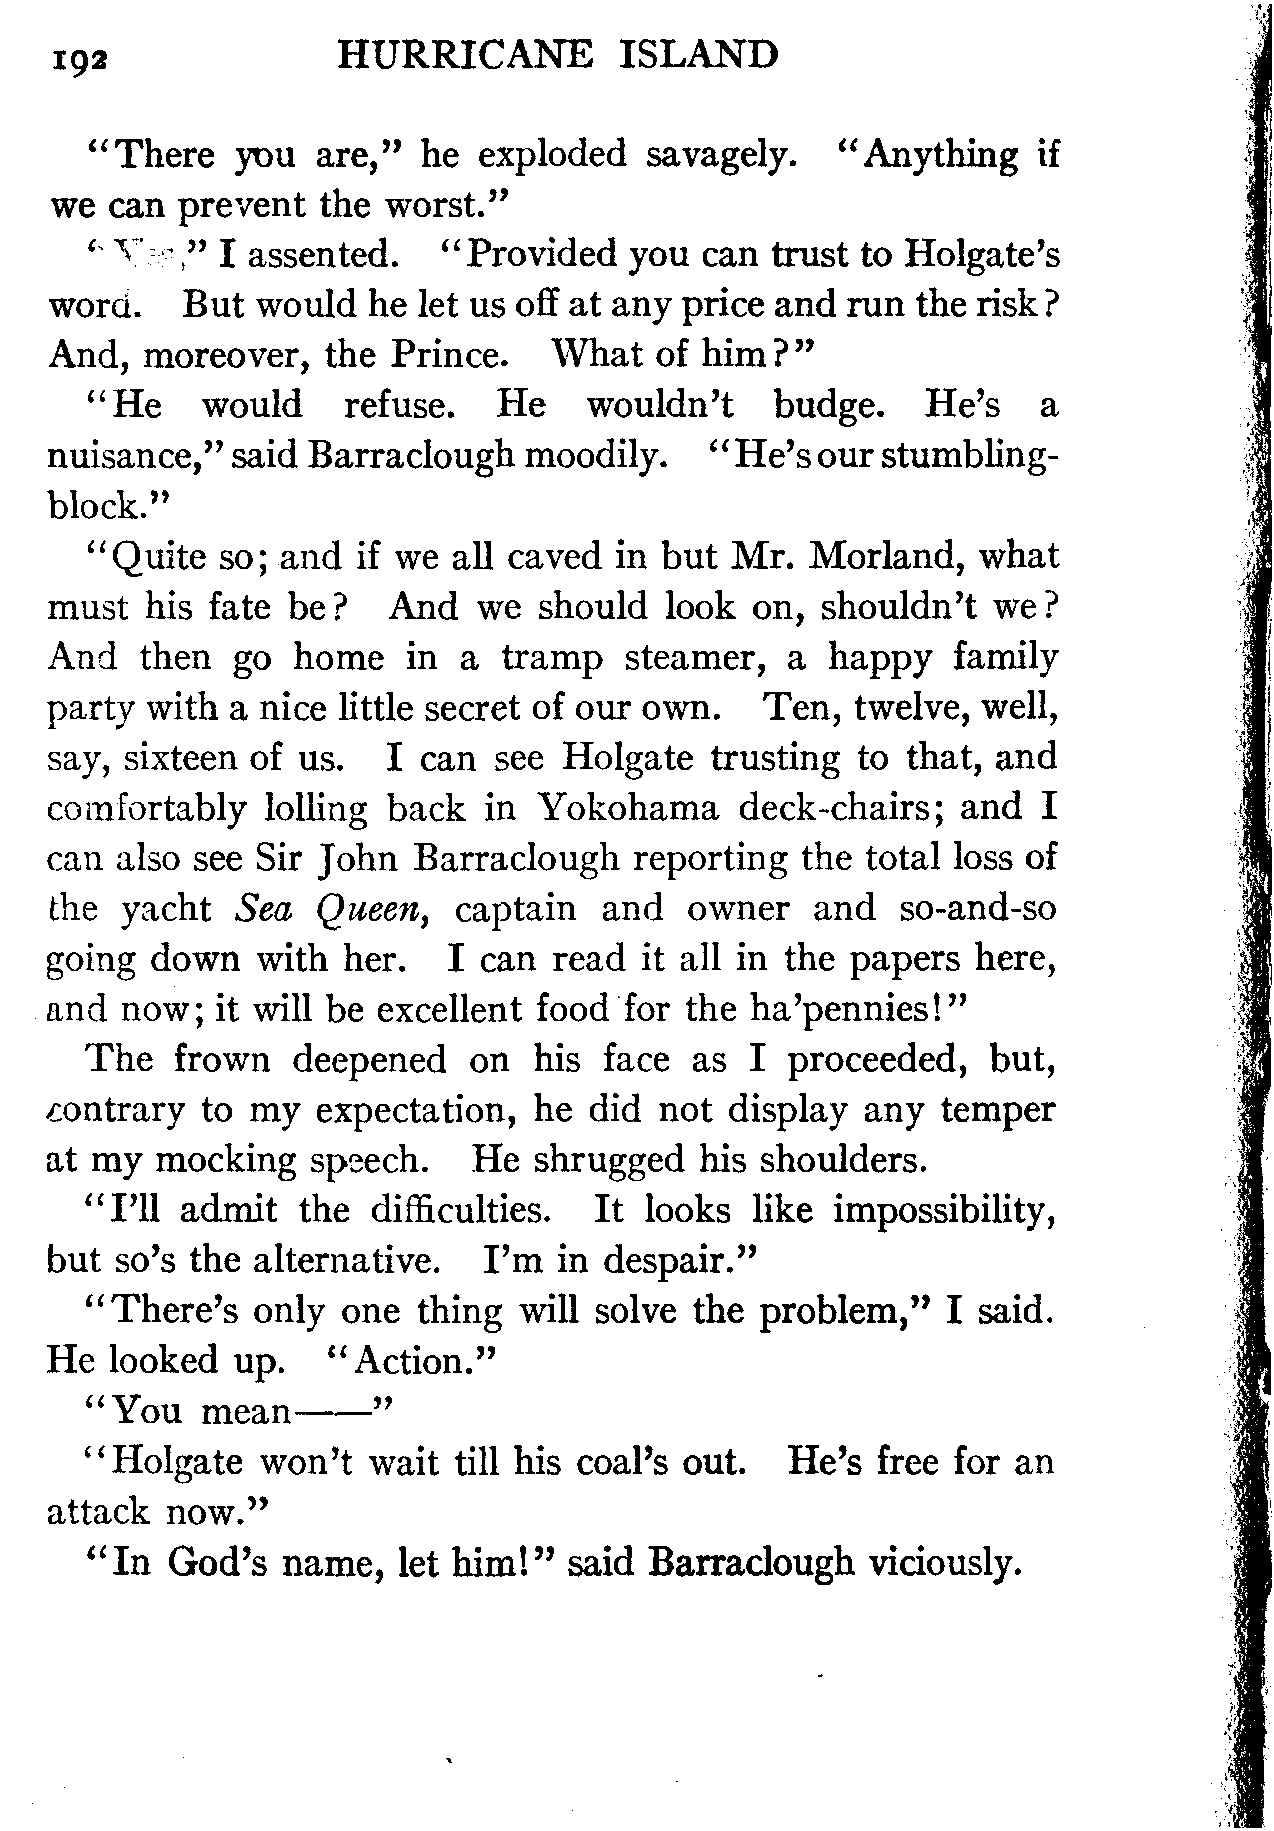 192 HURRICANE ISLAND
“There you are,” he exploded savagely. “Anything if
we can prevent the worst.”
I assented. “Provided you can trust to Holgate’s
word. But would he let us off at any price and run the risk?
And, moreover, the Prince. What of him?”
“He would refuse. He wouldn’t budge. He’s a
nuisance,” said Barraclough moodily. “He’s our stumbling-
block.”
“Quite so; and if we all caved in but Mr. Morland, what
must his fate be? And we should look on, shouldn’t we?
And then go home in a tramp steamer, a happy family
party with a nice little secret of our own. Ten, twelve, well,
say, sixteen of us. I can see Holgate trusting to that, and
comfortably lolling back in Yokohama deck-chairs; and I
can also see Sir John Barraclough reporting the total loss of
the yacht Sea Queen, captain and owner and so-and-so
going down with her. I can read it all in the papers here,
and now; it will be excellent food for the ha’pennies!”
The frown deepened on his face as I proceeded, but,
contrary to my expectation, he did not display any temper
at my mocking speech. He shrugged his shoulders.
“I’ll admit the difficulties. It looks like impossibility,
but so’s the alternative. I’m in despair.”
“There’s only one thing will solve the problem,” I said.
He looked up. “Action.”
“You mean——”
“Holgate won’t wait till his coal’s out. He’s free for an
attack now.”
“In God’s name, let him!” said Barraclough viciously.